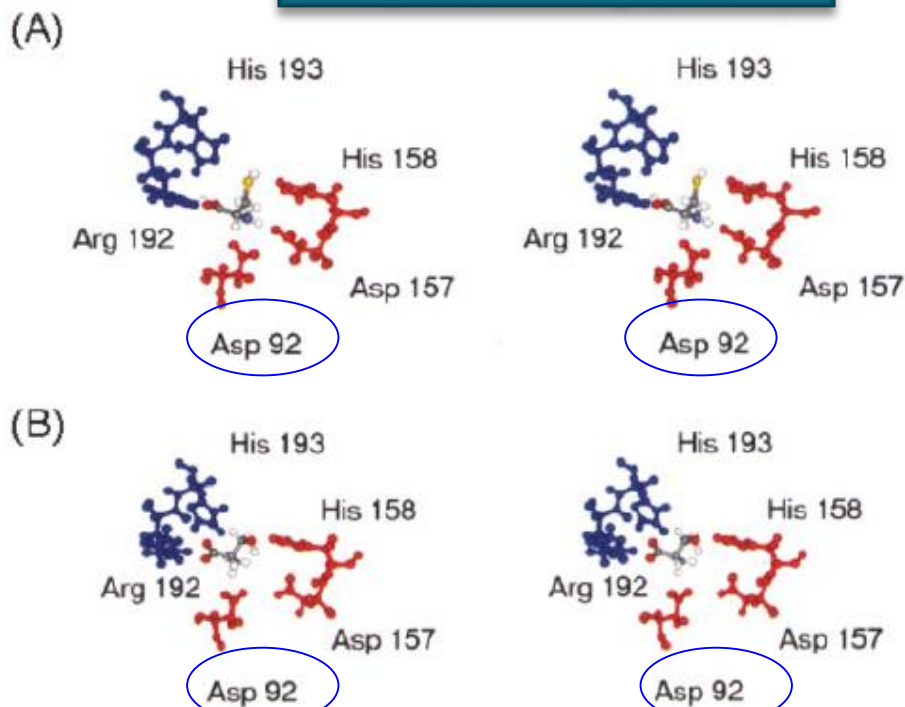 (A)
His 193 His 193
His 158 His 158
Arg 192 Arg 192
Asp 157 Asp 157
Asp 92 Asp 92
(B)
His 193 His 193
His 158 His 158
Arg 192 Arg 192
Asp 157 Asp 157
Asp 92 Asp 92